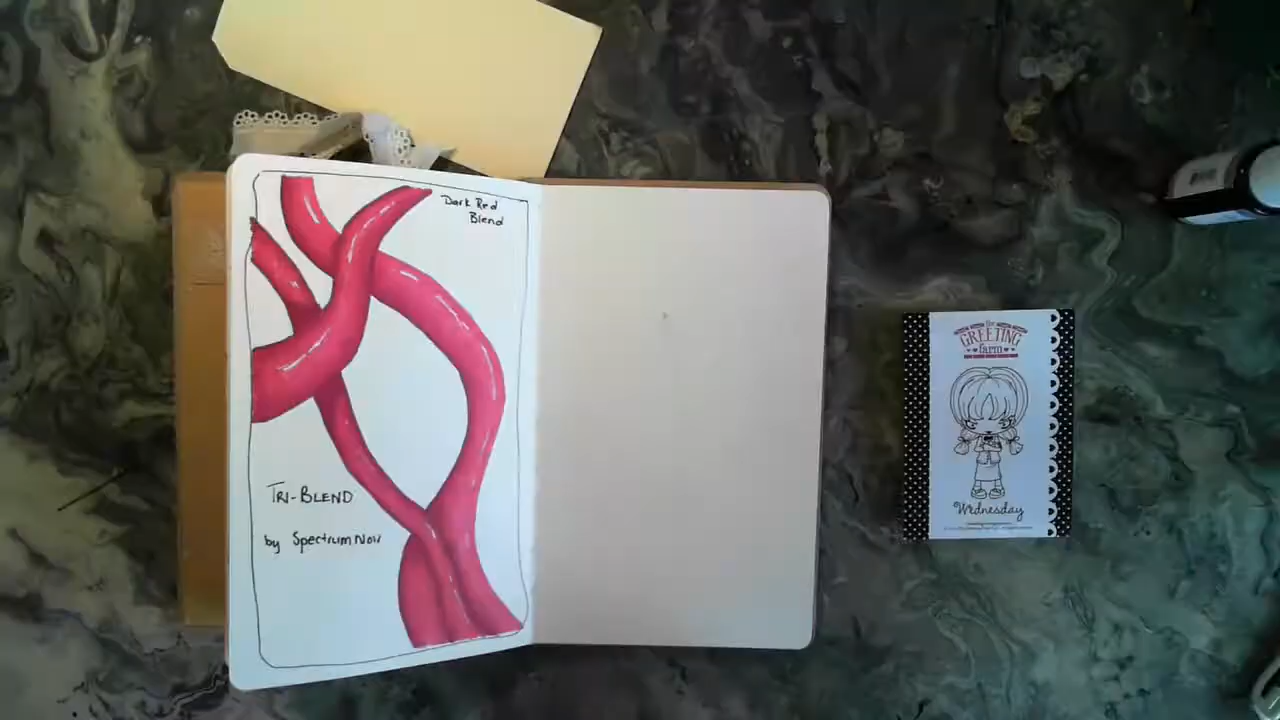 Dark Red
Blend
TRI-BLEND
by SpectrumNoir
the
GREETING
farm
Wednesday